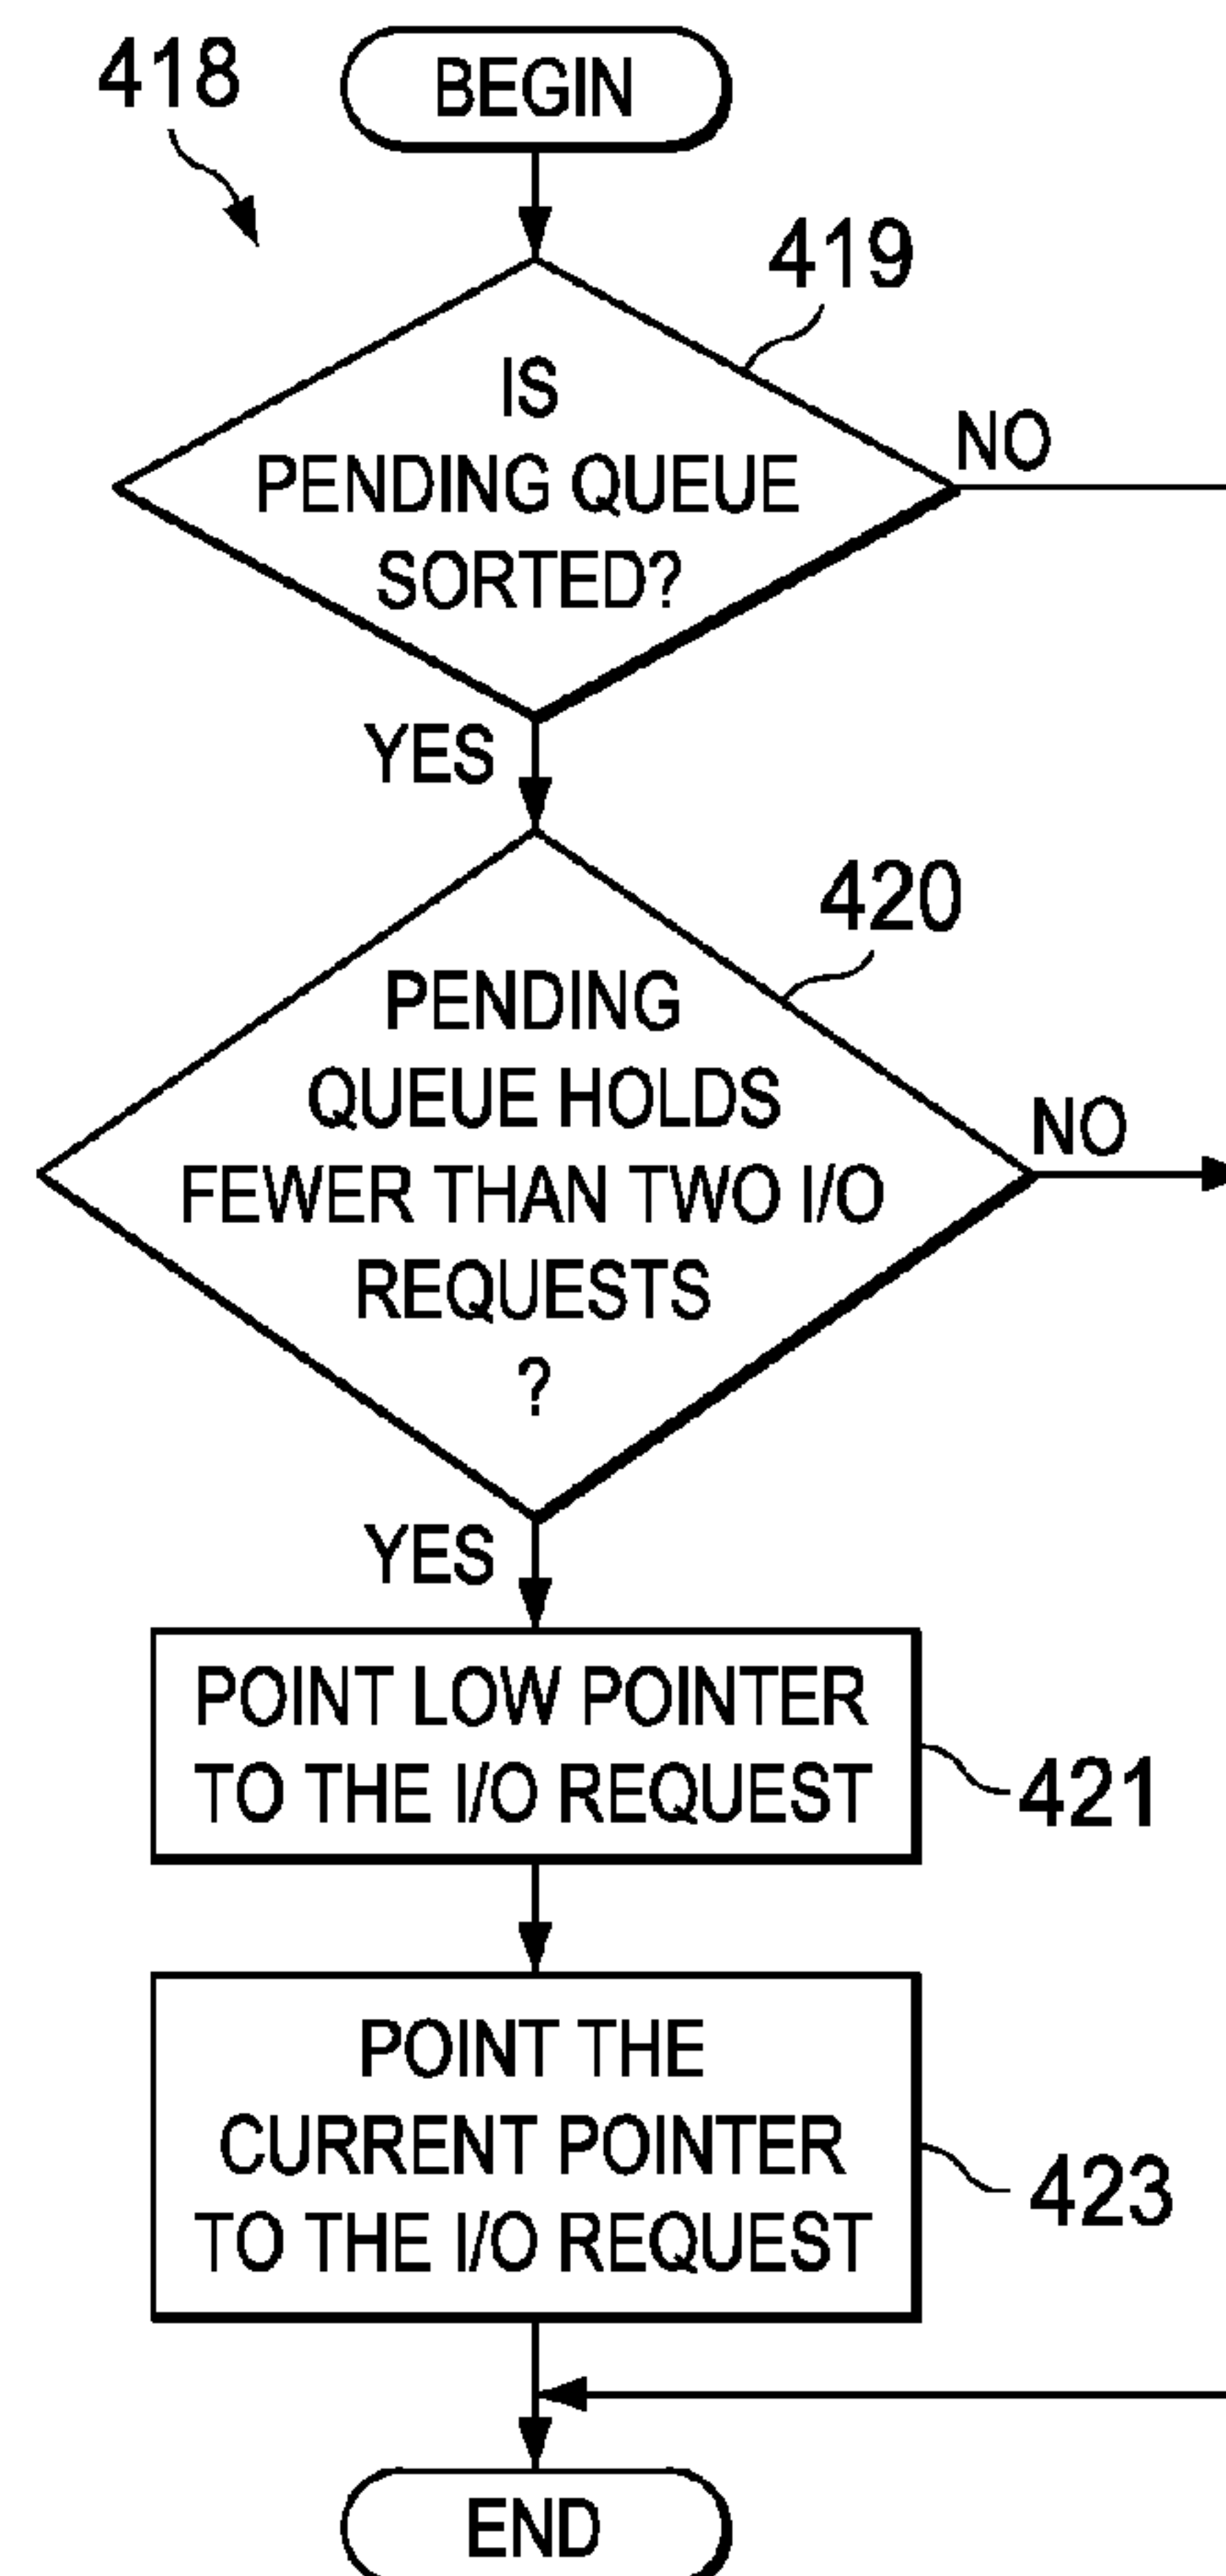 418
BEGIN
419
IS
PENDING QUEUE
SORTED?
NO
YES
420
PENDING
QUEUE HOLDS
FEWER THAN TWO I/O
REQUESTS
?
NO
YES
POINT LOW POINTER
TO THE I/O REQUEST
421
POINT THE
CURRENT POINTER
TO THE I/O REQUEST
423
END